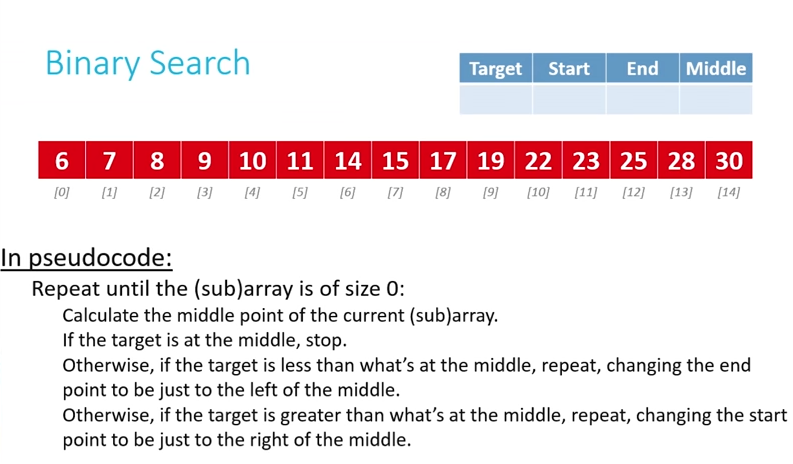 Binary Search
Target Start End Middle
6 7 8 9 10 11 14 15 17 19 22 23 25 28 30
[0] [1] [2] [3] [4] [5] [6] [7] [8] [9] [10] [11] [12] [13] [14]
In pseudocode:
Repeat until the (sub)array is of size 0:
Calculate the middle point of the current (sub)array.
If the target is at the middle, stop.
Otherwise, if the target is less than what’s at the middle, repeat, changing the end
point to be just to the left of the middle.
Otherwise, if the target is greater than what’s at the middle, repeat, changing the start
point to be just to the right of the middle.